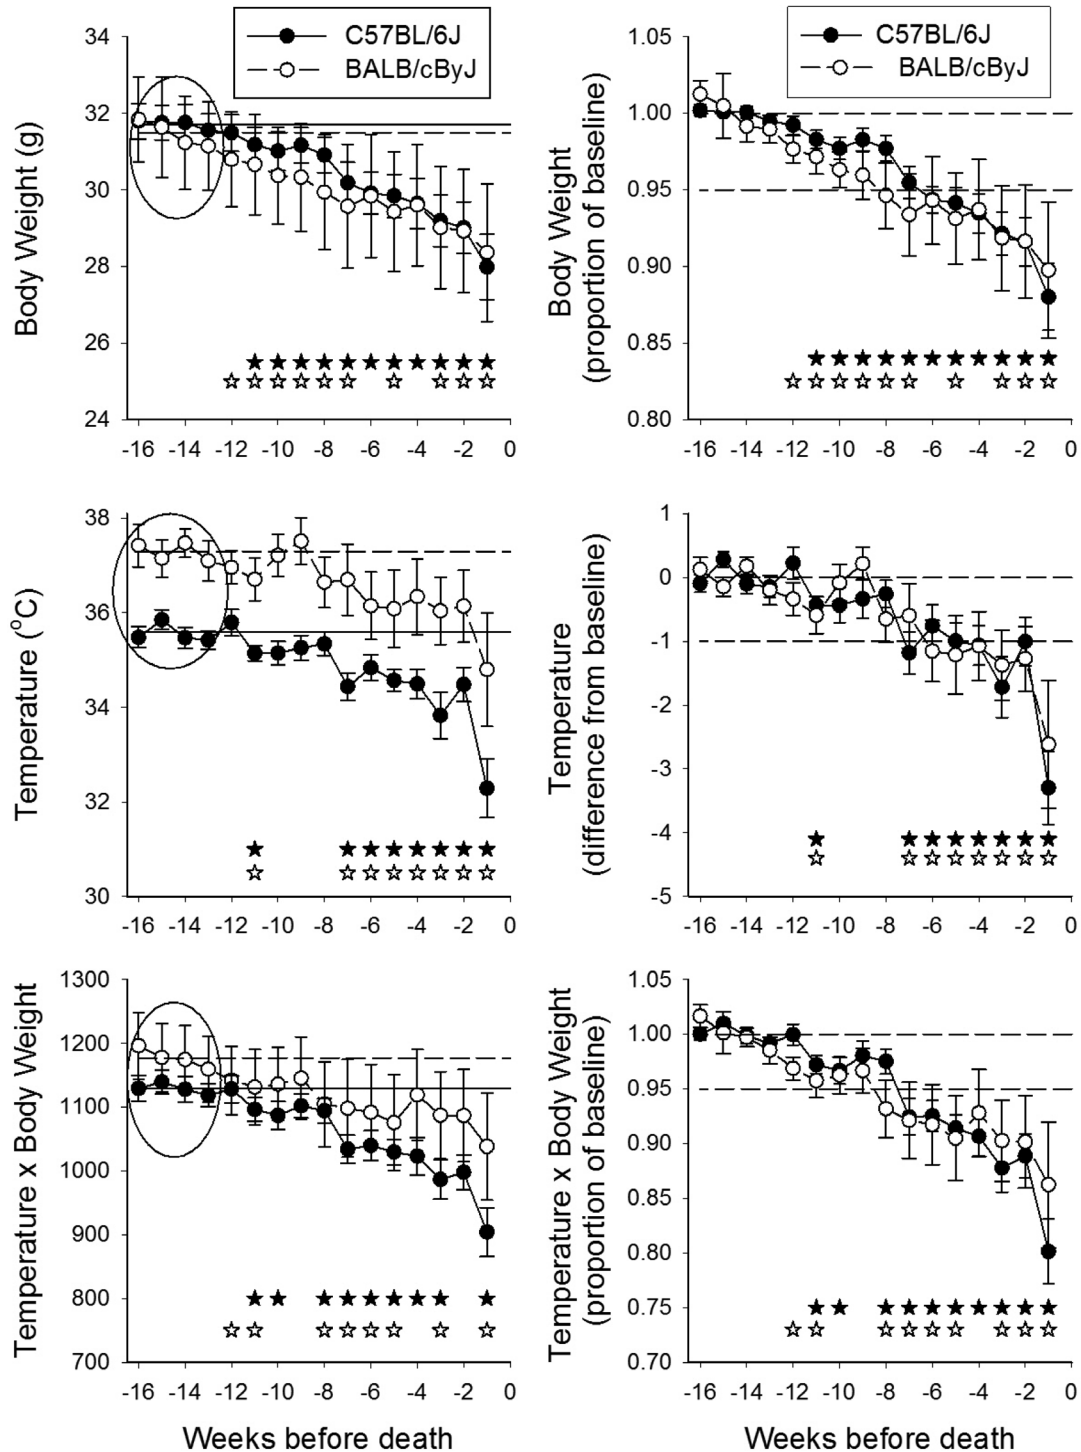 C57BL/6J
BALB/cByJ
Body Weight (g)
34
32
30
28
26
24
-16 -14 -12 -10 -8 -6 -4 -2 0
C57BL/6J
BALB/cByJ
Body Weight
(proportion of baseline)
1.05
1.00
0.95
0.90
0.85
0.80
-16 -14 -12 -10 -8 -6 -4 -2 0
Temperature (°C)
38
36
34
32
30
-16 -14 -12 -10 -8 -6 -4 -2 0
Temperature
(difference from baseline)
1
0
-1
-2
-3
-4
-5
-16 -14 -12 -10 -8 -6 -4 -2 0
Temperature x Body Weight
1300
1200
1100
1000
900
800
700
-16 -14 -12 -10 -8 -6 -4 -2 0
Weeks before death
Temperature x Body Weight
(proportion of baseline)
1.05
1.00
0.95
0.90
0.85
0.80
0.75
0.70
-16 -14 -12 -10 -8 -6 -4 -2 0
Weeks before death